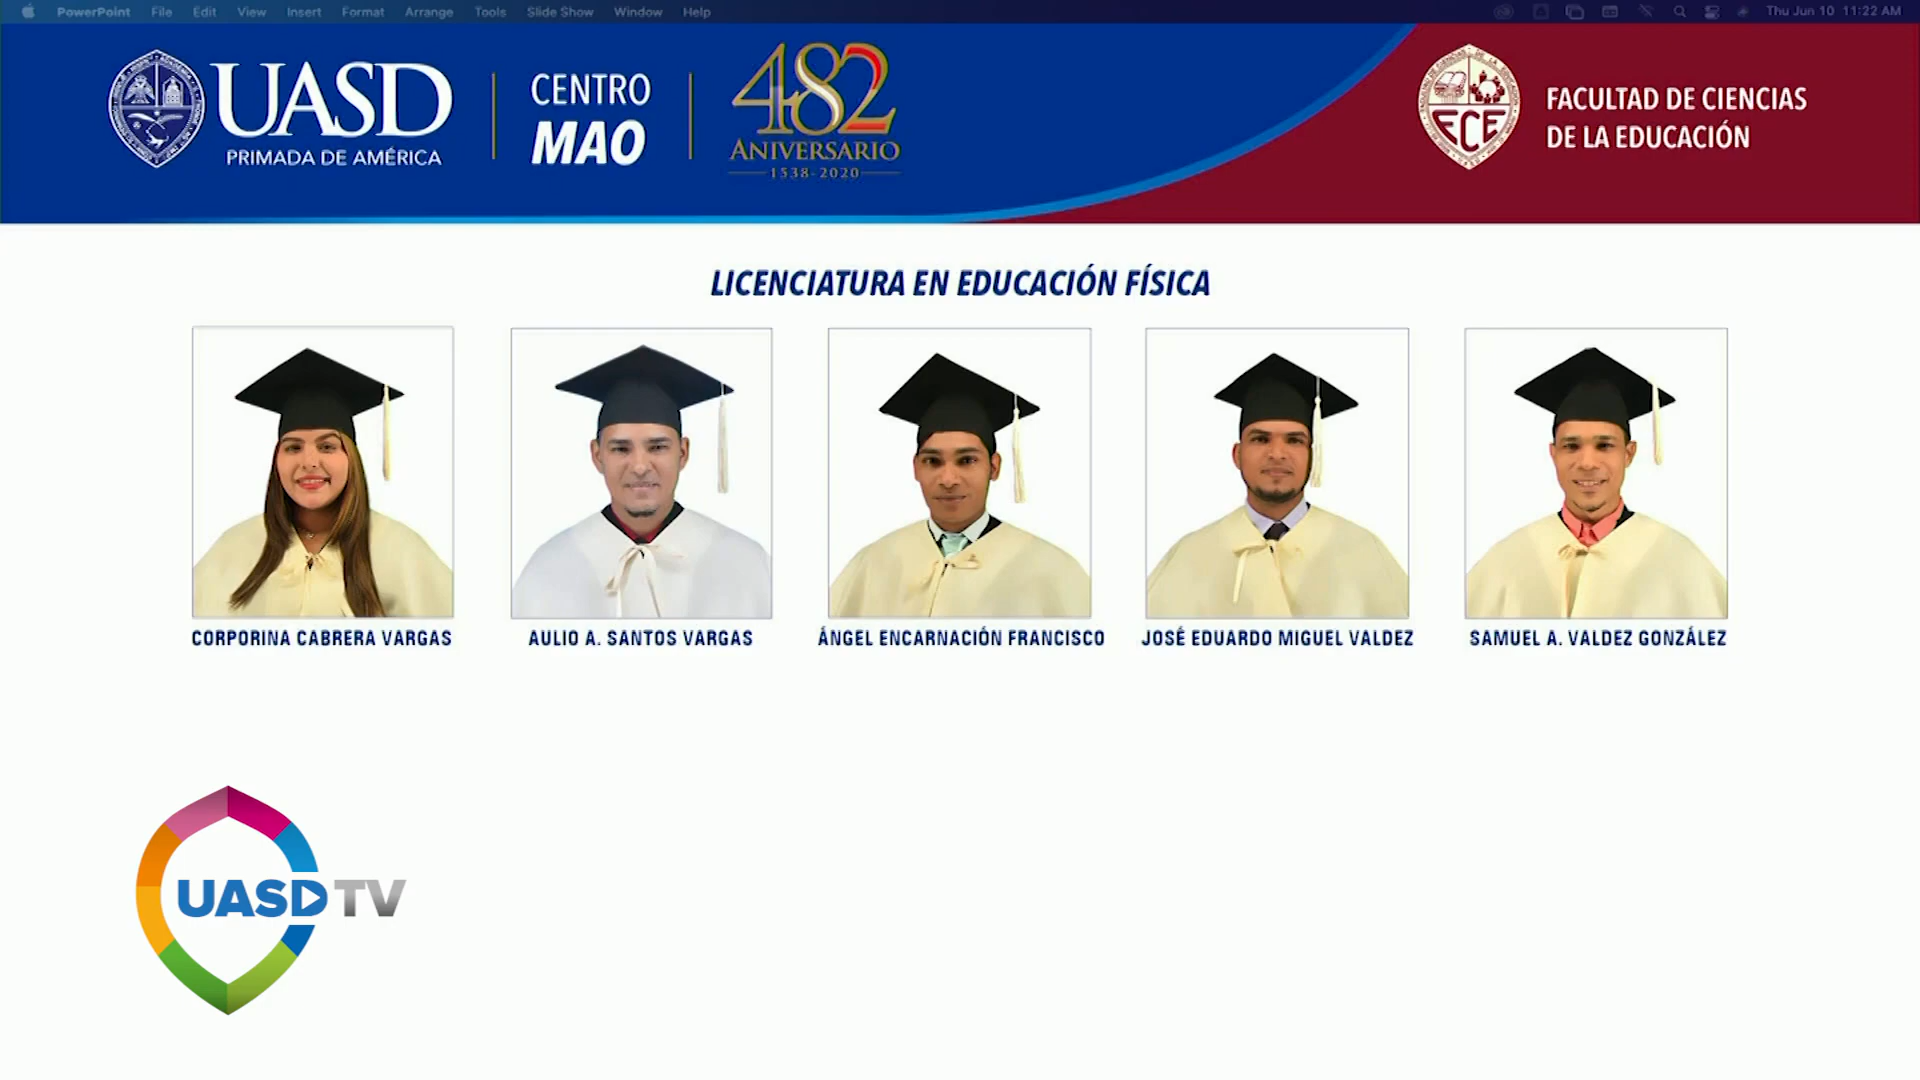 PowerPoint File Edit View Insert Format Arrange Tools Slide Show Window Help Thu Jun 10 11:22 AM
UASD
PRIMADA DE AMÉRICA
CENTRO
MAO
482
ANIVERSARIO
1538-2020
FCE
FACULTAD DE CIENCIAS
DE LA EDUCACIÓN
LICENCIATURA EN EDUCACIÓN FÍSICA
CORPORINA CABRERA VARGAS
AULIO A. SANTOS VARGAS
ÁNGEL ENCARNACIÓN FRANCISCO
JOSÉ EDUARDO MIGUEL VALDEZ
SAMUEL A. VALDEZ GONZÁLEZ
UASD TV